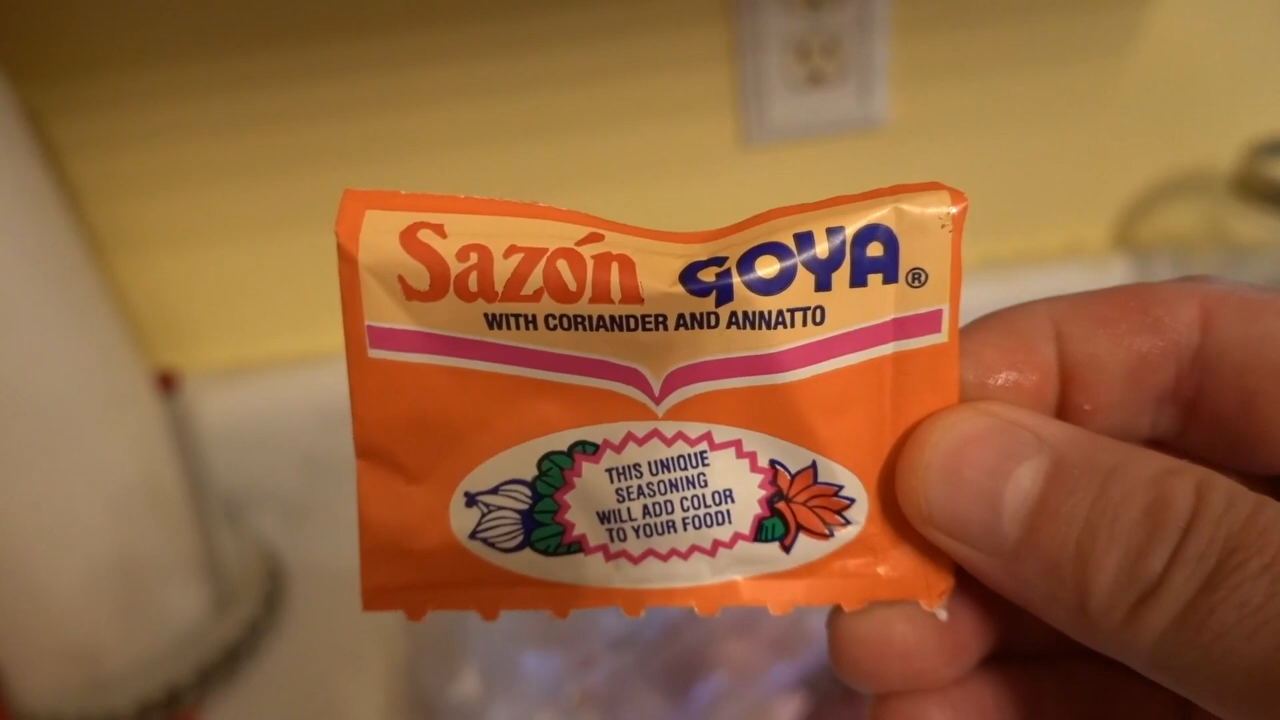 Sazón GOYA®
WITH CORIANDER AND ANNATTO
THIS UNIQUE
SEASONING
WILL ADD COLOR
TO YOUR FOOD!